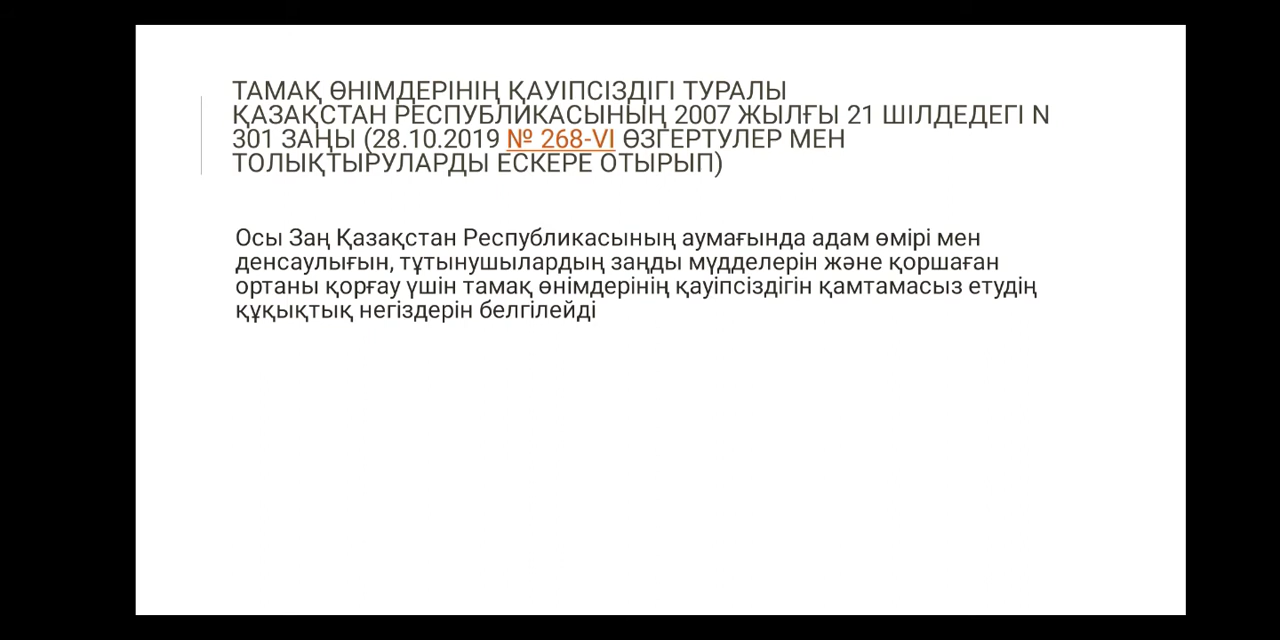 ТАМАҚ ӨНІМДЕРІНІҢ ҚАУІПСІЗДІГІ ТУРАЛЫ
ҚАЗАҚСТАН РЕСПУБЛИКАСЫНЫҢ 2007 ЖЫЛҒЫ 21 ШІЛДЕДЕГІ N
301 ЗАҢЫ (28.10.2019 № 268-VI ӨЗГЕРТУЛЕР МЕН
ТОЛЫҚТЫРУЛАРДЫ ЕСКЕРЕ ОТЫРЫП)
Осы Заң Қазақстан Республикасының аумағында адам өмірі мен
денсаулығын, тұтынушылардың заңды мүдделерін және қоршаған
ортаны қорғау үшін тамақ өнімдерінің қауіпсіздігін қамтамасыз етудің
құқықтық негіздерін белгілейді